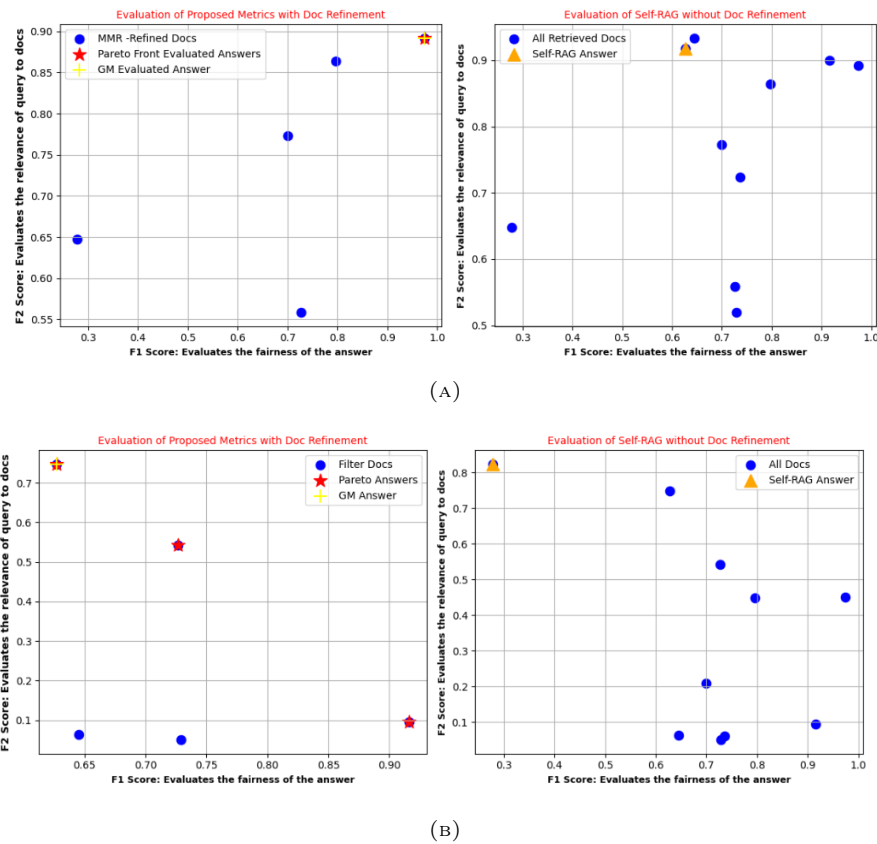 Evaluation of Proposed Metrics with Doc Refinement
MMR -Refined Docs
Pareto Front Evaluated Answers
GM Evaluated Answer
F2 Score: Evaluates the relevance of query to docs
0.90
0.85
0.80
0.75
0.70
0.65
0.60
0.55
0.3
0.4
0.5
0.6
0.7
0.8
0.9
1.0
F1 Score: Evaluates the fairness of the answer
Evaluation of Self-RAG without Doc Refinement
All Retrieved Docs
Self-RAG Answer
F2 Score: Evaluates the relevance of query to docs
0.9
0.8
0.7
0.6
0.5
0.3
0.4
0.5
0.6
0.7
0.8
0.9
1.0
F1 Score: Evaluates the fairness of the answer
(A)
Evaluation of Proposed Metrics with Doc Refinement
Filter Docs
Pareto Answers
GM Answer
F2 Score: Evaluates the relevance of query to docs
0.7
0.6
0.5
0.4
0.3
0.2
0.1
0.65
0.70
0.75
0.80
0.85
0.90
F1 Score: Evaluates the fairness of the answer
Evaluation of Self-RAG without Doc Refinement
All Docs
Self-RAG Answer
F2 Score: Evaluates the relevance of query to docs
0.8
0.7
0.6
0.5
0.4
0.3
0.2
0.1
0.3
0.4
0.5
0.6
0.7
0.8
0.9
1.0
F1 Score: Evaluates the fairness of the answer
(B)